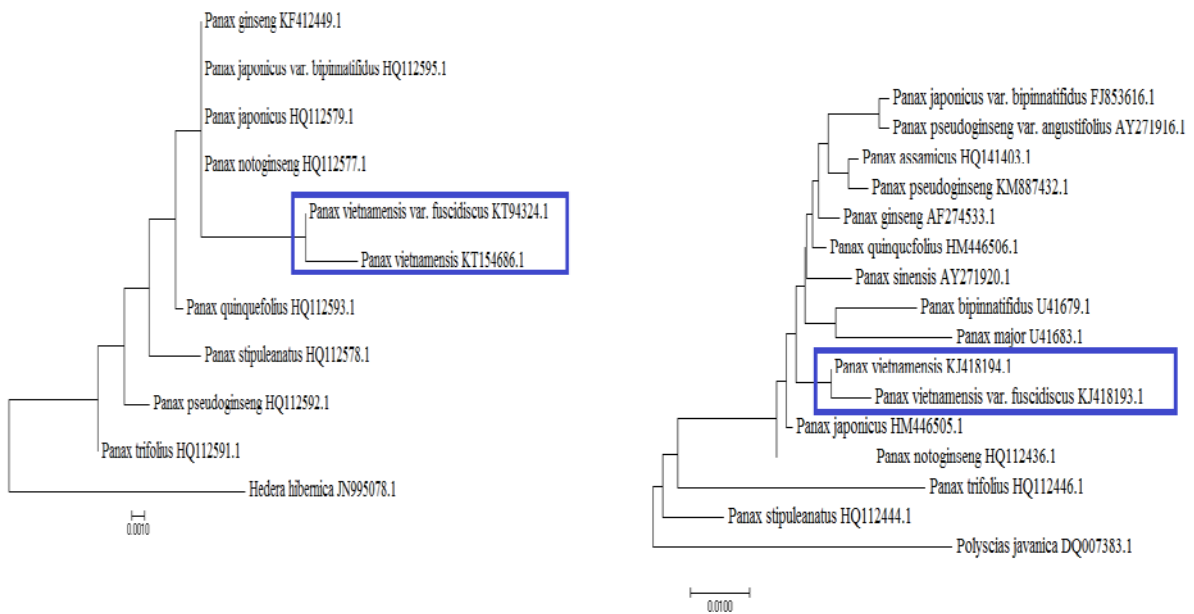 Panax ginseng KF412449.1
Panax japonicus var. bipinnatifidus HQ112595.1
Panax japonicus HQ112579.1
Panax notoginseng HQ112577.1
Panax vietnamensis var. fuscidiscus KT94324.1
Panax vietnamensis KT154686.1
Panax quinquefolius HQ112593.1
Panax stipuleanatus HQ112578.1
Panax pseudoginseng HQ112592.1
Panax trifolius HQ112591.1
Hedera hibernica JN995078.1
0.0010
Panax japonicus var. bipinnatifidus FJ853616.1
Panax pseudoginseng var. angustifolius AY271916.1
Panax assamicus HQ141403.1
Panax pseudoginseng KM887432.1
Panax ginseng AF274533.1
Panax quinquefolius HM446506.1
Panax sinensis AY271920.1
Panax bipinnatifidus U41679.1
Panax major U41683.1
Panax vietnamensis KJ418194.1
Panax vietnamensis var. fuscidiscus KJ418193.1
Panax japonicus HM446505.1
Panax notoginseng HQ112436.1
Panax trifolius HQ112446.1
Panax stipuleanatus HQ112444.1
Polyscias javanica DQ007383.1
0.0100